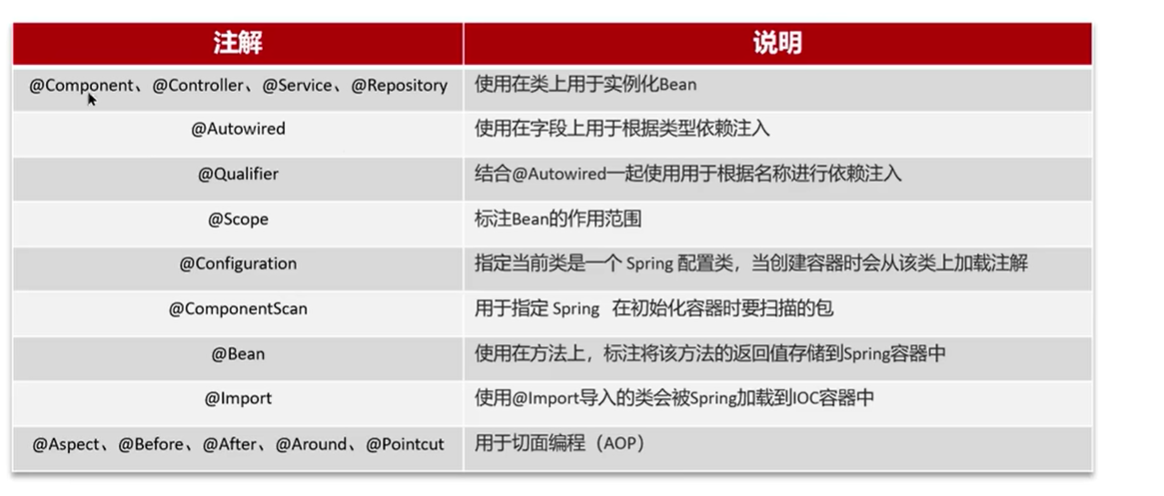 注解 说明
@Component、@Controller、@Service、@Repository 使用在类上用于实例化Bean
@Autowired 使用在字段上用于根据类型依赖注入
@Qualifier 结合@Autowired一起使用用于根据名称进行依赖注入
@Scope 标注Bean的作用范围
@Configuration 指定当前类是一个 Spring 配置类，当创建容器时会从该类上加载注解
@ComponentScan 用于指定 Spring 在初始化容器时要扫描的包
@Bean 使用在方法上，标注将该方法的返回值存储到Spring容器中
@Import 使用@Import导入的类会被Spring加载到IOC容器中
@Aspect、@Before、@After、@Around、@Pointcut 用于切面编程（AOP）